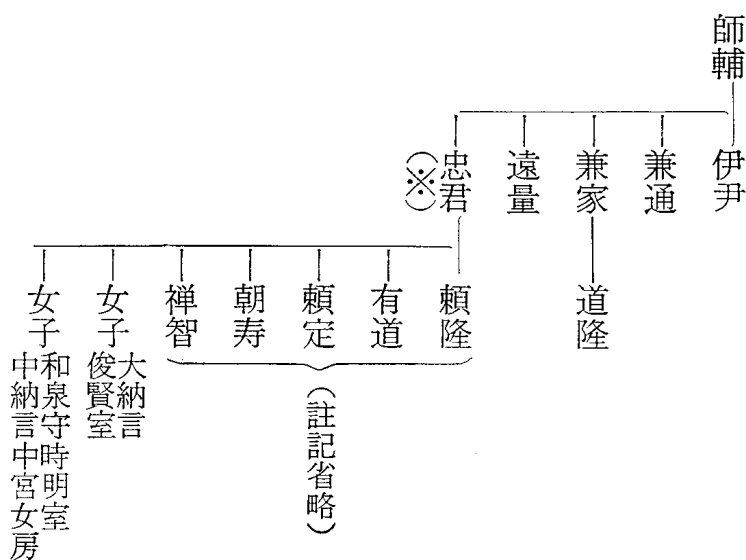 師輔
伊尹
兼通
兼家
道隆
遠量
忠君
(※)
頼隆
有道
頼定
朝寿
禅智
(註記省略)
女子
大納言
俊賢室
女子
和泉守時明室
中納言中宮女房